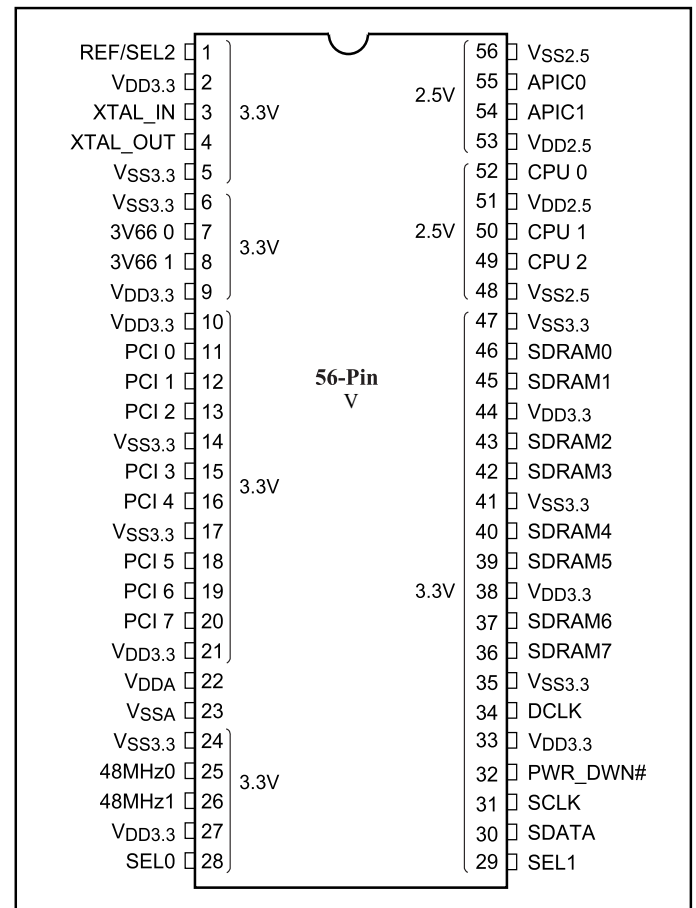 REF/SEL2 1 56 VSS2.5
VDD3.3 2 55 APIC0
2.5V
XTAL_IN 3 3.3V 54 APIC1
XTAL_OUT 4 53 VDD2.5
VSS3.3 5 52 CPU 0
VSS3.3 6 51 VDD2.5
3V66 0 7 2.5V 50 CPU 1
3.3V
3V66 1 8 49 CPU 2
VDD3.3 9 48 VSS2.5
VDD3.3 10 47 VSS3.3
PCI 0 11 46 SDRAM0
PCI 1 12 56-Pin 45 SDRAM1
V
PCI 2 13 44 VDD3.3
VSS3.3 14 43 SDRAM2
PCI 3 15 42 SDRAM3
3.3V
PCI 4 16 41 VSS3.3
VSS3.3 17 40 SDRAM4
PCI 5 18 39 SDRAM5
PCI 6 19 3.3V 38 VDD3.3
PCI 7 20 37 SDRAM6
VDD3.3 21 36 SDRAM7
VDDA 22 35 VSS3.3
VSSA 23 34 DCLK
VSS3.3 24 33 VDD3.3
48MHz0 25 32 PWR_DWN#
3.3V
48MHz1 26 31 SCLK
VDD3.3 27 30 SDATA
SEL0 28 29 SEL1